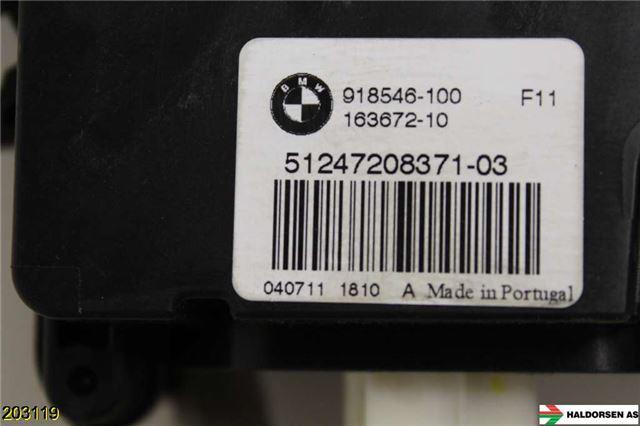 BMW
918546-100 F11
163672-10
51247208371-03
040711 1810 A Made in Portugal
203119
HALDORSEN AS